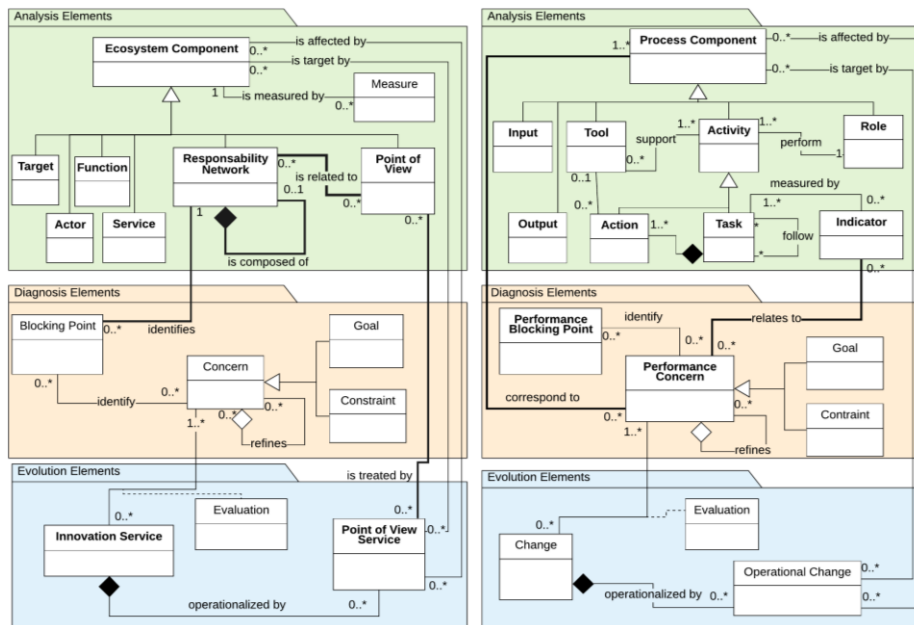 Analysis Elements
Ecosystem Component
is affected by
0..*
is target by
0..*
1
is measured by
0..*
Measure
Target
Function
Actor
Service
Responsability
Network
0..*
is related to
0..1
0..*
1
Point of
View
0..*
is composed of
Diagnosis Elements
Blocking Point
0..*
identifies
0..*
identify
0..*
Concern
1..*
0..*
0..*
refines
Goal
Constraint
is treated by
Evolution Elements
0..*
Evaluation
Innovation Service
0..*
Point of View
Service
0..*
0..*
operationalized by
0..*
Analysis Elements
Process Component
1..*
0..*
is affected by
0..*
is target by
Input
Tool
support
1..*
0..*
Activity
1..*
perform
1
Role
0..1
0..*
Output
Action
1..*
Task
measured by
1..*
0..*
*
follow
*
Indicator
0..*
Diagnosis Elements
Performance
Blocking Point
0..*
identify
0..*
relates to
0..*
Performance
Concern
correspond to
0..*
1..*
0..*
refines
Goal
Contraint
Evolution Elements
0..*
Evaluation
Change
operationalized by
0..*
Operational Change
0..*
0..*